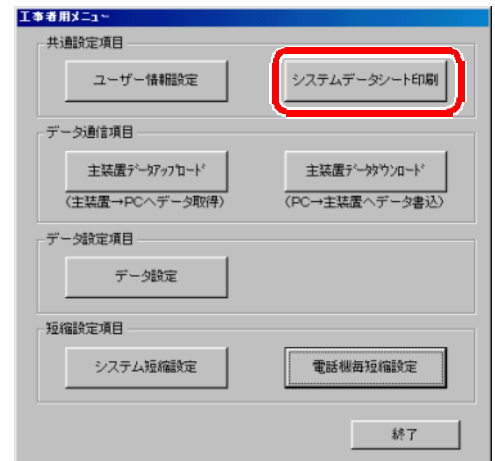 工事者用ﾒﾆｭｰ
共通設定項目
ユーザー情報設定
システムデータシート印刷
データ通信項目
主装置ﾃﾞｰﾀｱｯﾌﾟﾛｰﾄﾞ
主装置ﾃﾞｰﾀﾀﾞｳﾝﾛｰﾄﾞ
(主装置→PCへデータ取得)
(PC→主装置へデータ書込)
データ設定項目
データ設定
短縮設定項目
システム短縮設定
電話機毎短縮設定
終了